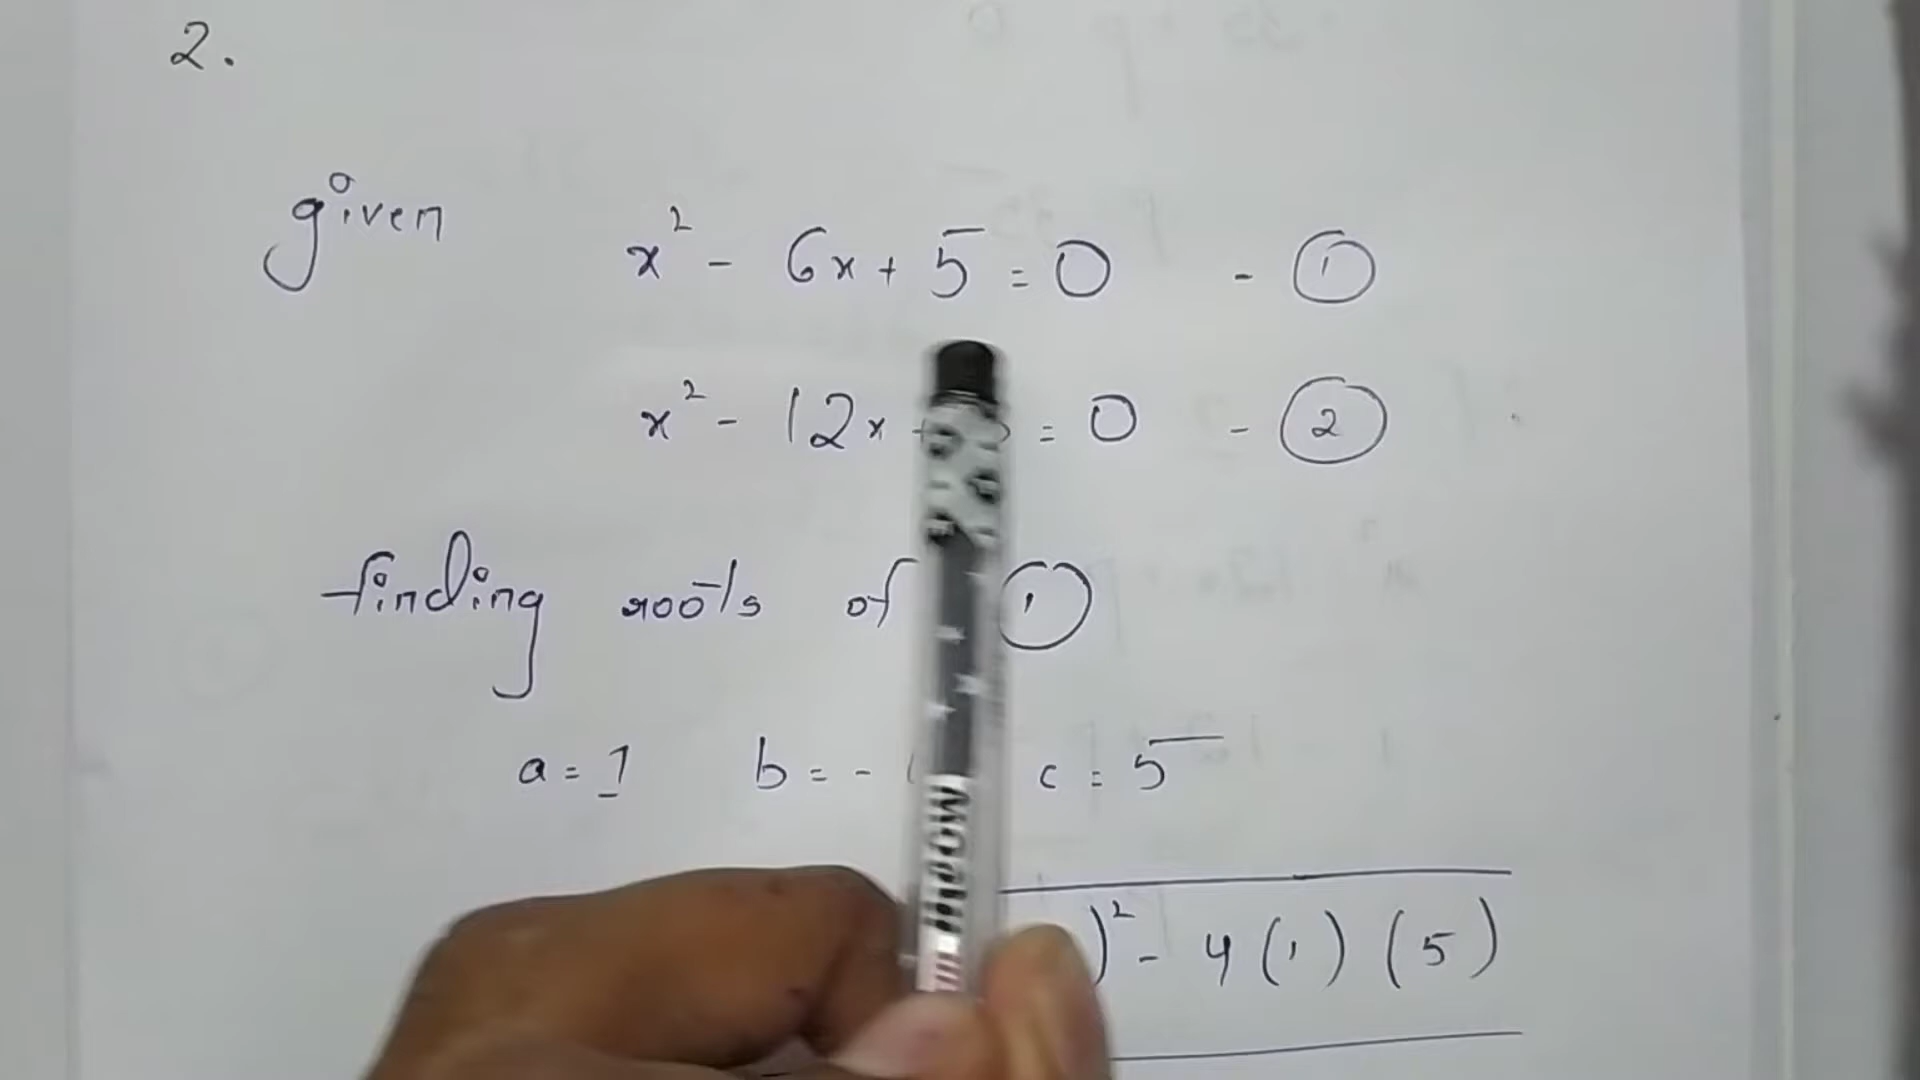 2.
given x² - 6x + 5 = 0 - ①
x² - 12x = 0 - ②
finding roots of ①
a = 1 b = - c = 5
)² - 4 (1) (5)